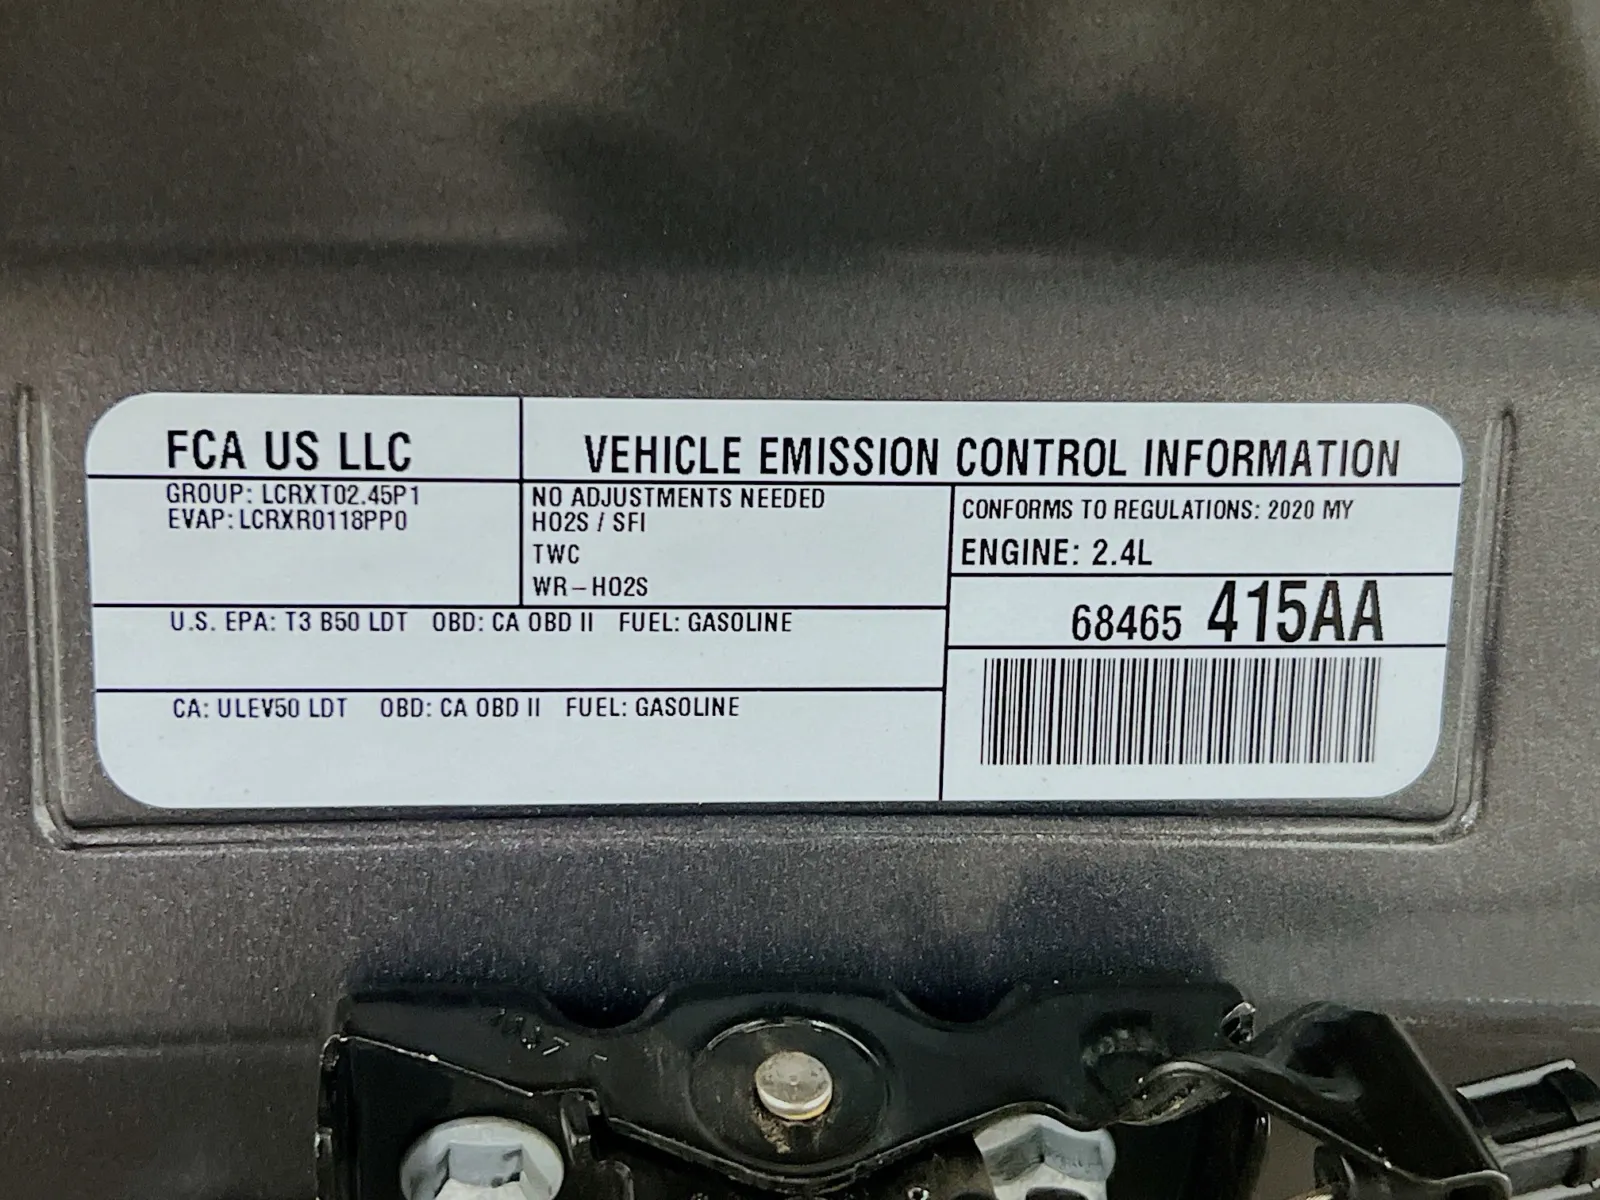 FCA US LLC
VEHICLE EMISSION CONTROL INFORMATION
GROUP: LCRXT02.45P1
EVAP: LCRXR0118PP0
NO ADJUSTMENTS NEEDED
HO2S / SFI
TWC
WR-HO2S
CONFORMS TO REGULATIONS: 2020 MY
ENGINE: 2.4L
68465 415AA
U.S. EPA: T3 B50 LDT OBD: CA OBD II FUEL: GASOLINE
CA: ULEV50 LDT OBD: CA OBD II FUEL: GASOLINE